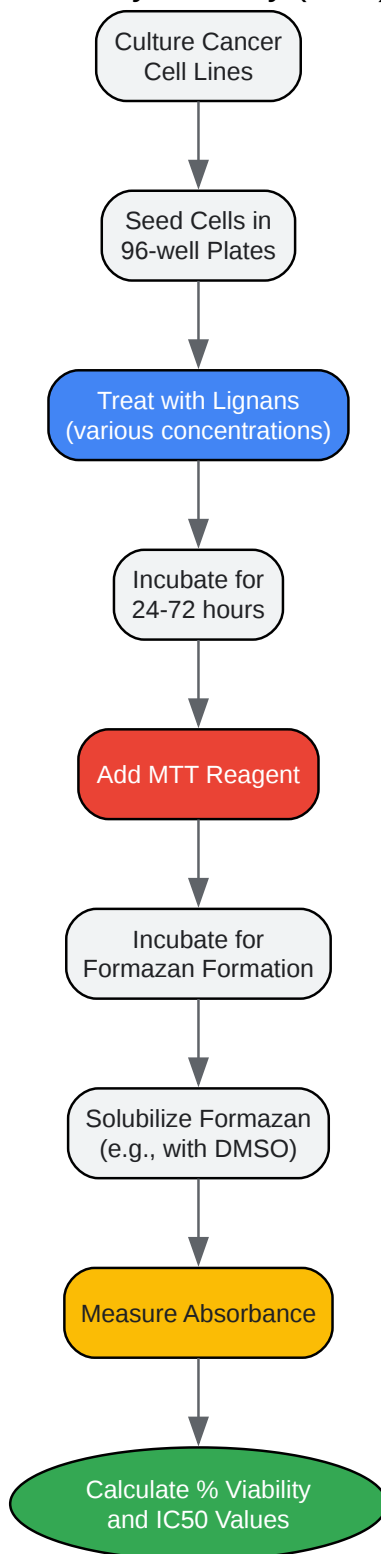 Culture Cancer
Cell Lines
Seed Cells in
96-well Plates
Treat with Lignans
(various concentrations)
Incubate for
24-72 hours
Add MTT Reagent
Incubate for
Formazan Formation
Solubilize Formazan
(e.g., with DMSO)
Measure Absorbance
Calculate % Viability
and IC50 Values